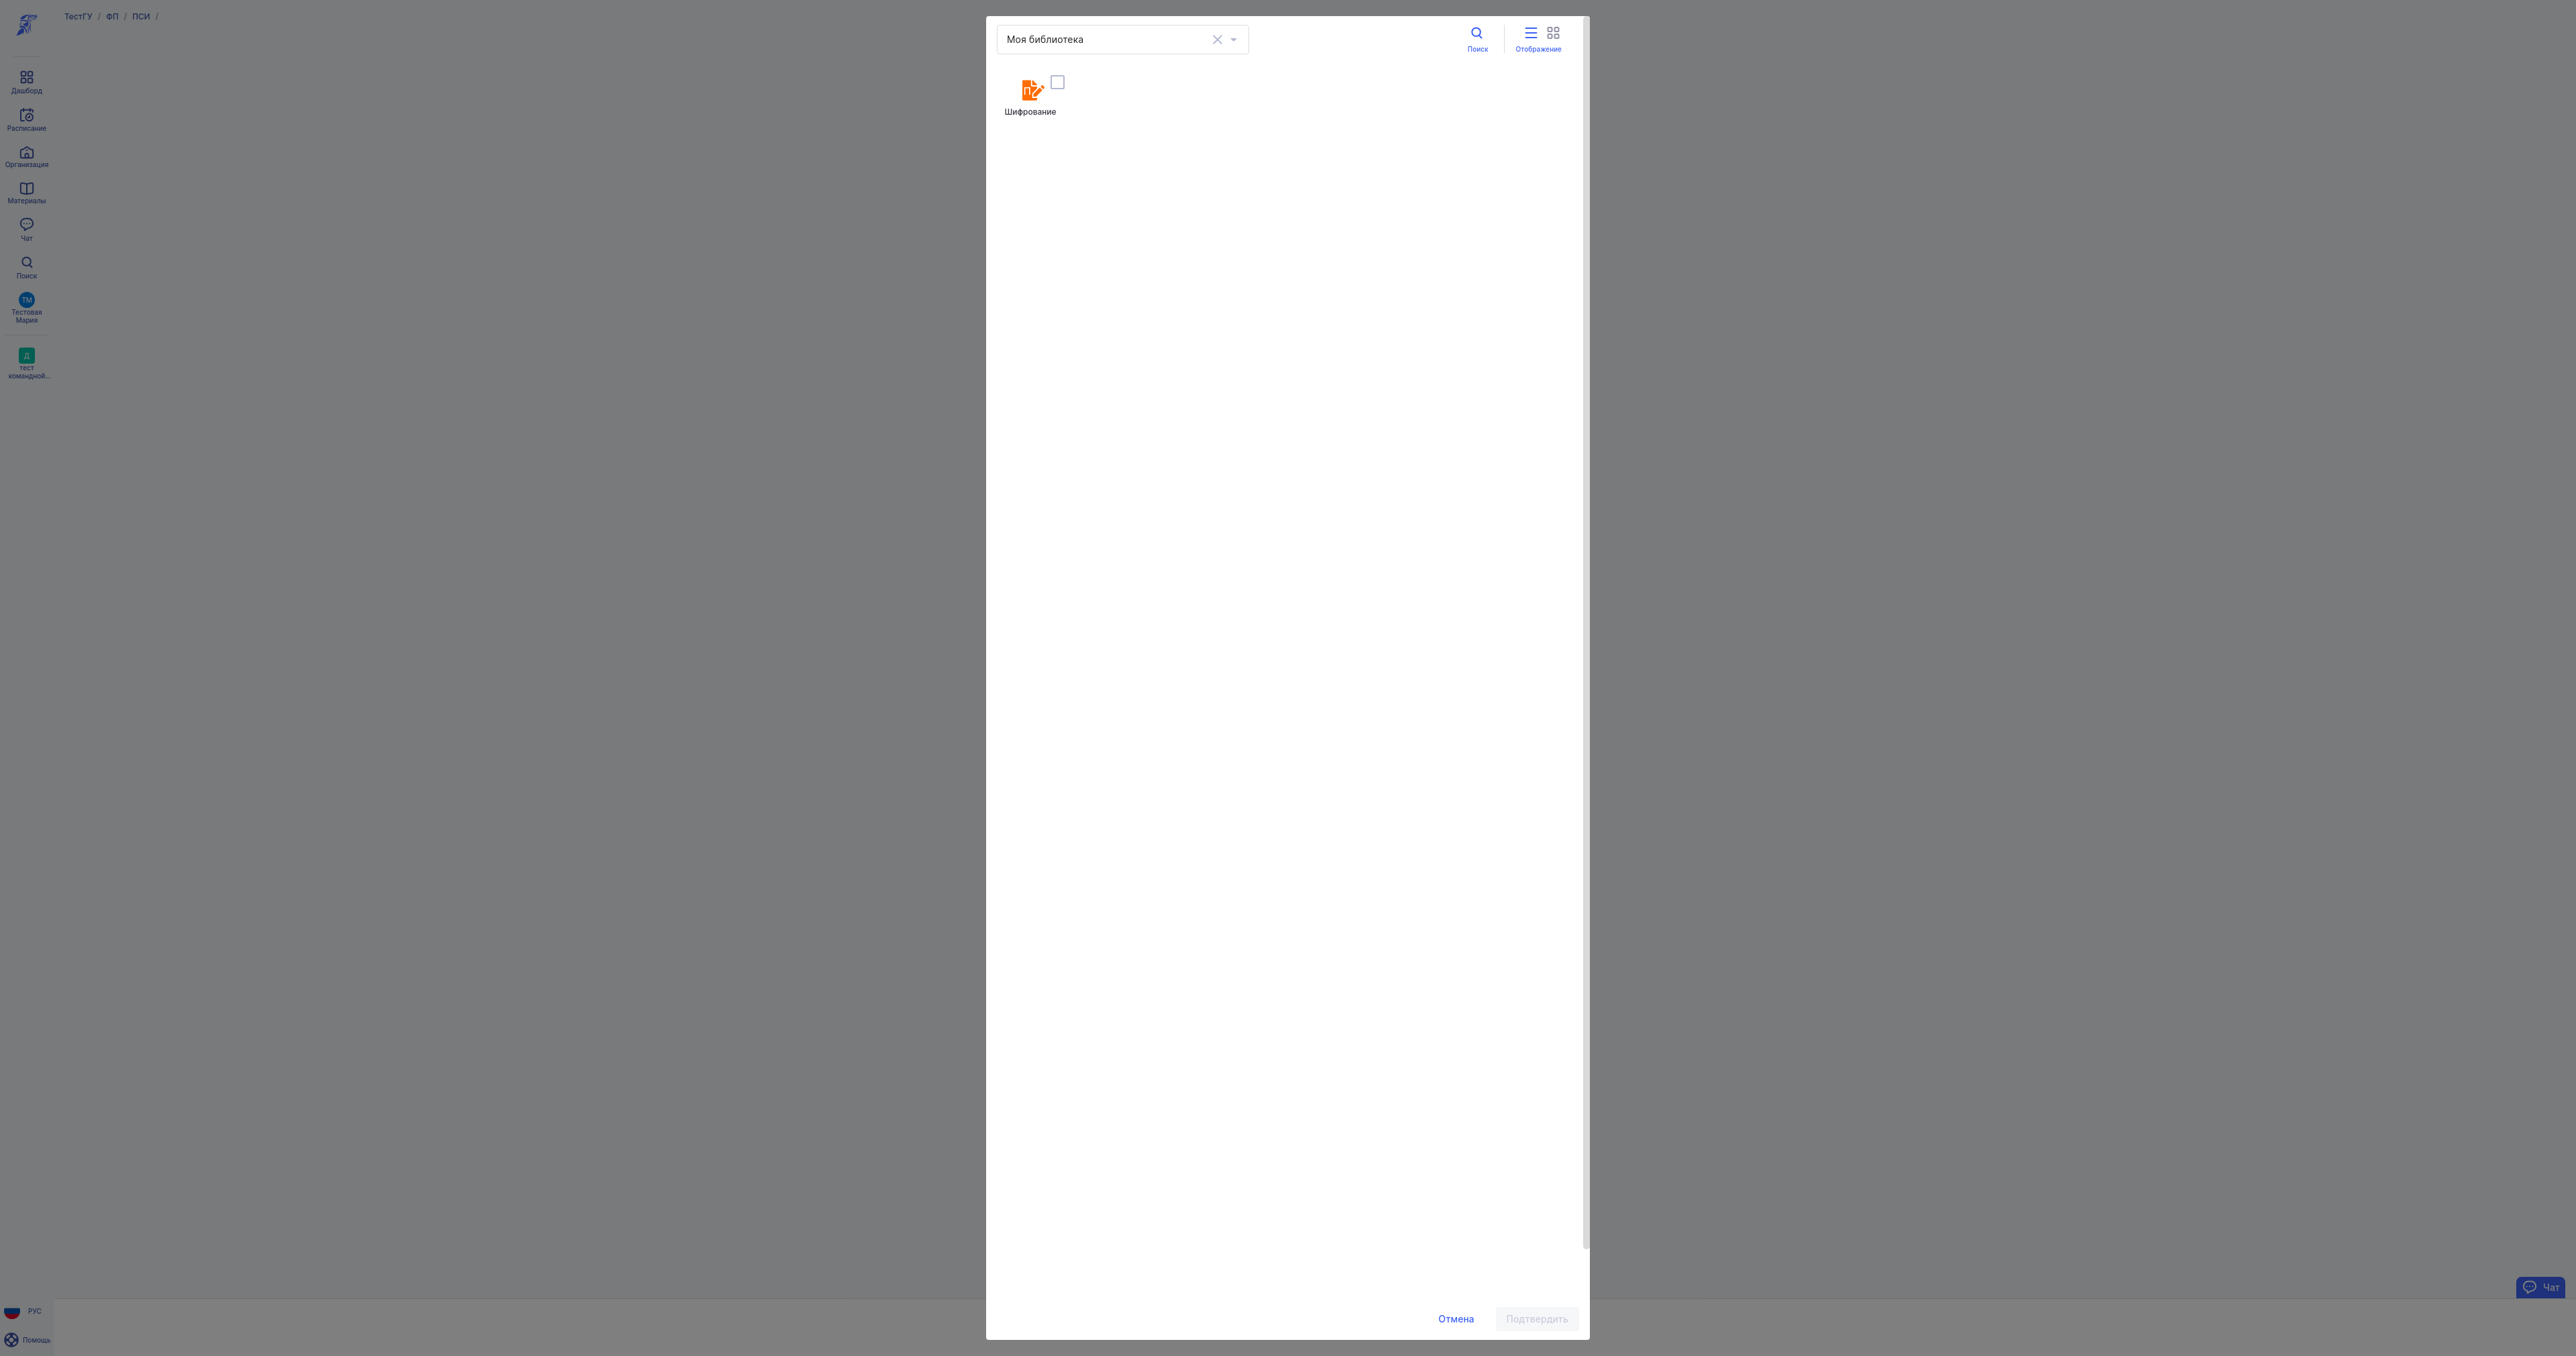 ТестГУ / ФП / ПСИ /
Дашборд
Расписание
Организация
Материалы
Чат
Поиск
ТМ
Тестовая
Мария
Д
тест
командной...
РУС
Помощь
Моя библиотека
Поиск
Отображение
П
Шифрование
Отмена
Подтвердить
Чат